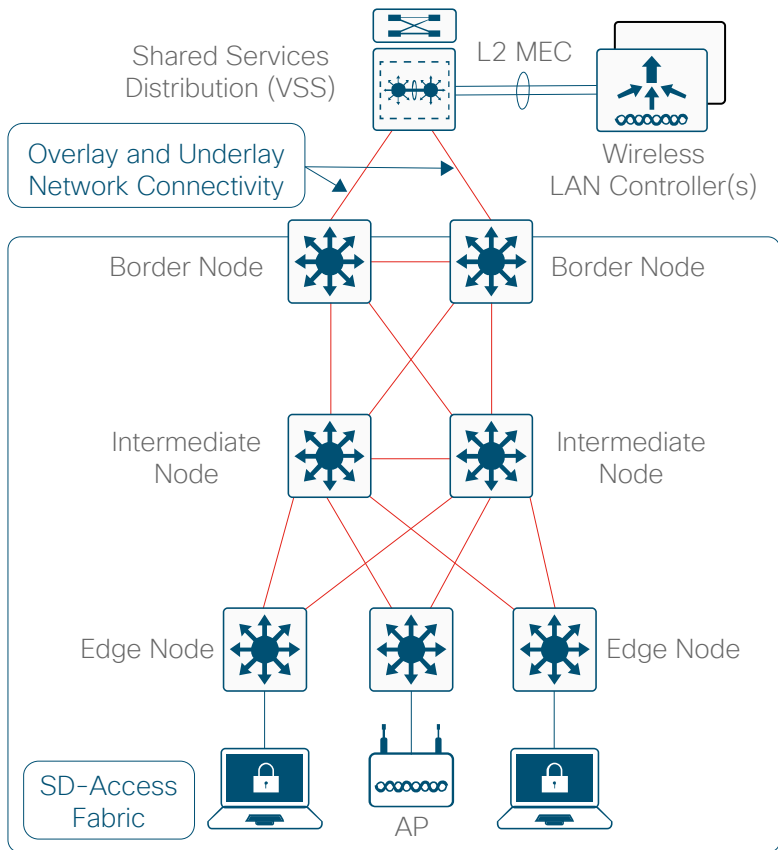 Shared Services
Distribution (VSS)
L2 MEC
Overlay and Underlay
Network Connectivity
Wireless
LAN Controller(s)
Border Node
Border Node
Intermediate
Node
Intermediate
Node
Edge Node
Edge Node
SD-Access
Fabric
AP